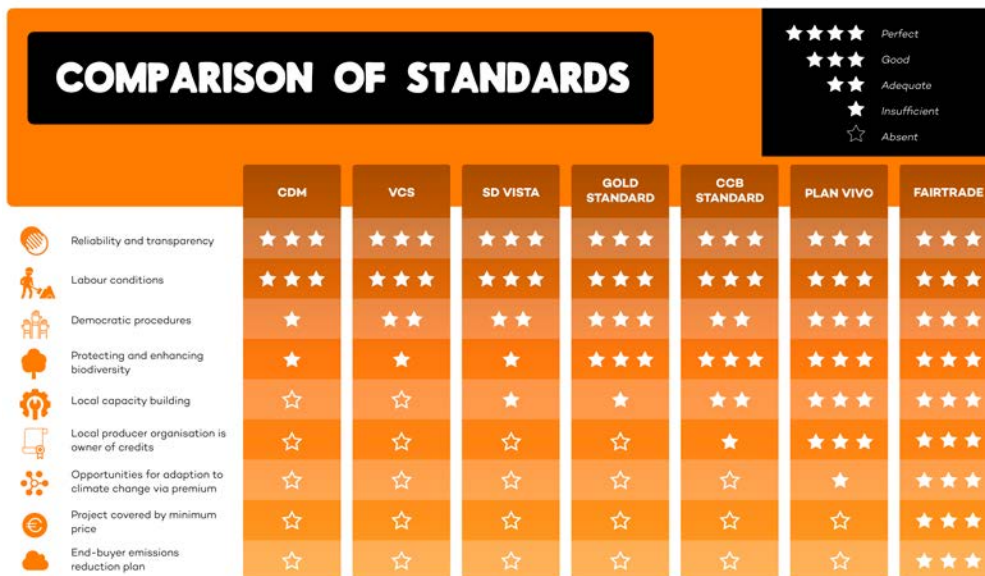 COMPARISON OF STANDARDS
Perfect
Good
Adequate
Insufficient
Absent
CDM
VCS
SD VISTA
GOLD
STANDARD
CCB
STANDARD
PLAN VIVO
FAIRTRADE
Reliability and transparency
Labour conditions
Democratic procedures
Protecting and enhancing
biodiversity
Local capacity building
Local producer organisation is
owner of credits
Opportunities for adaption to
climate change via premium
Project covered by minimum
price
End-buyer emissions
reduction plan